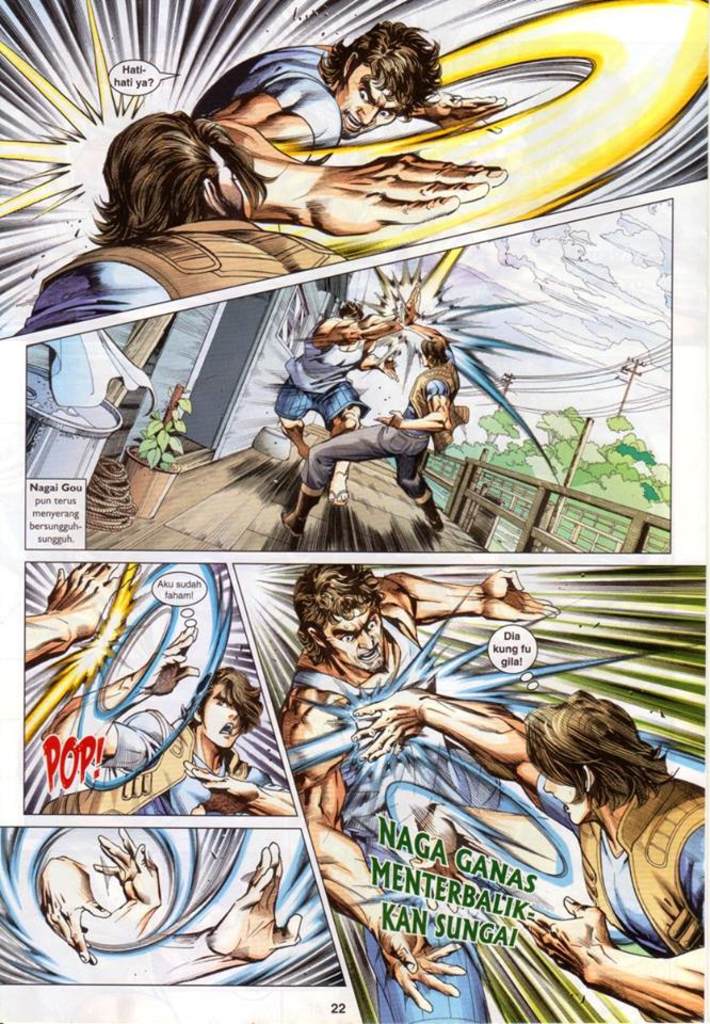 Hati-
hati ya?
Nagai Gou
pun terus
menyerang
bersungguh-
sungguh.
Aku sudah
faham!
POP!
Dia
kung fu
gila!
NAGA GANAS
MENTERBALIK-
KAN SUNGAI
22